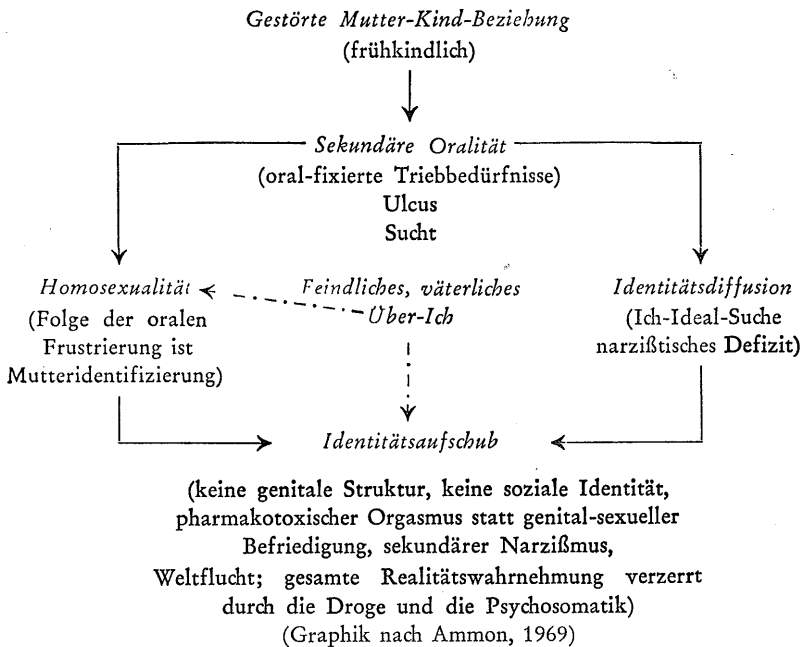 Gestörte Mutter-Kind-Beziehung
(frühkindlich)
Sekundäre Oralität
(oral-fixierte Triebbedürfnisse)
Ulcus
Sucht
Homosexualität
(Folge der oralen
Frustrierung ist
Mutteridentifizierung)
Feindliches, väterliches
Über-Ich
Identitätsdiffusion
(Ich-Ideal-Suche
narzißtisches Defizit)
Identitätsaufschub
(keine genitale Struktur, keine soziale Identität,
pharmakotoxischer Orgasmus statt genital-sexueller
Befriedigung, sekundärer Narzißmus,
Weltflucht; gesamte Realitätswahrnehmung verzerrt
durch die Droge und die Psychosomatik)
(Graphik nach Ammon, 1969)